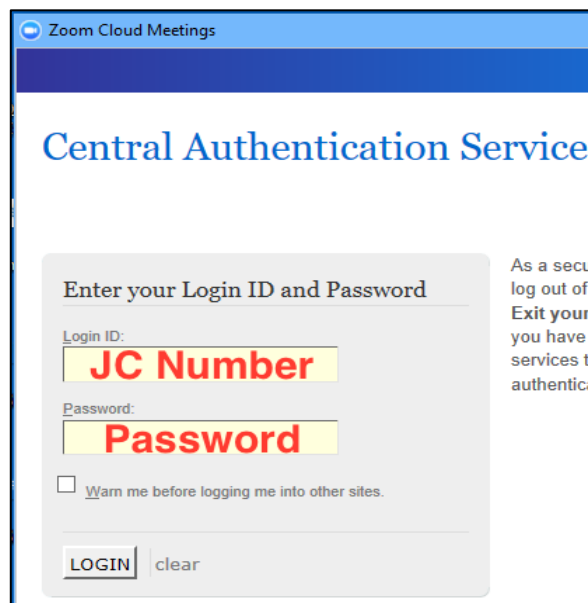 Zoom Cloud Meetings
Central Authentication Service
Enter your Login ID and Password
Login ID:
JC Number
Password:
Password
Warn me before logging me into other sites.
LOGIN
clear
As a secu
log out of
Exit your
you have
services t
authentica